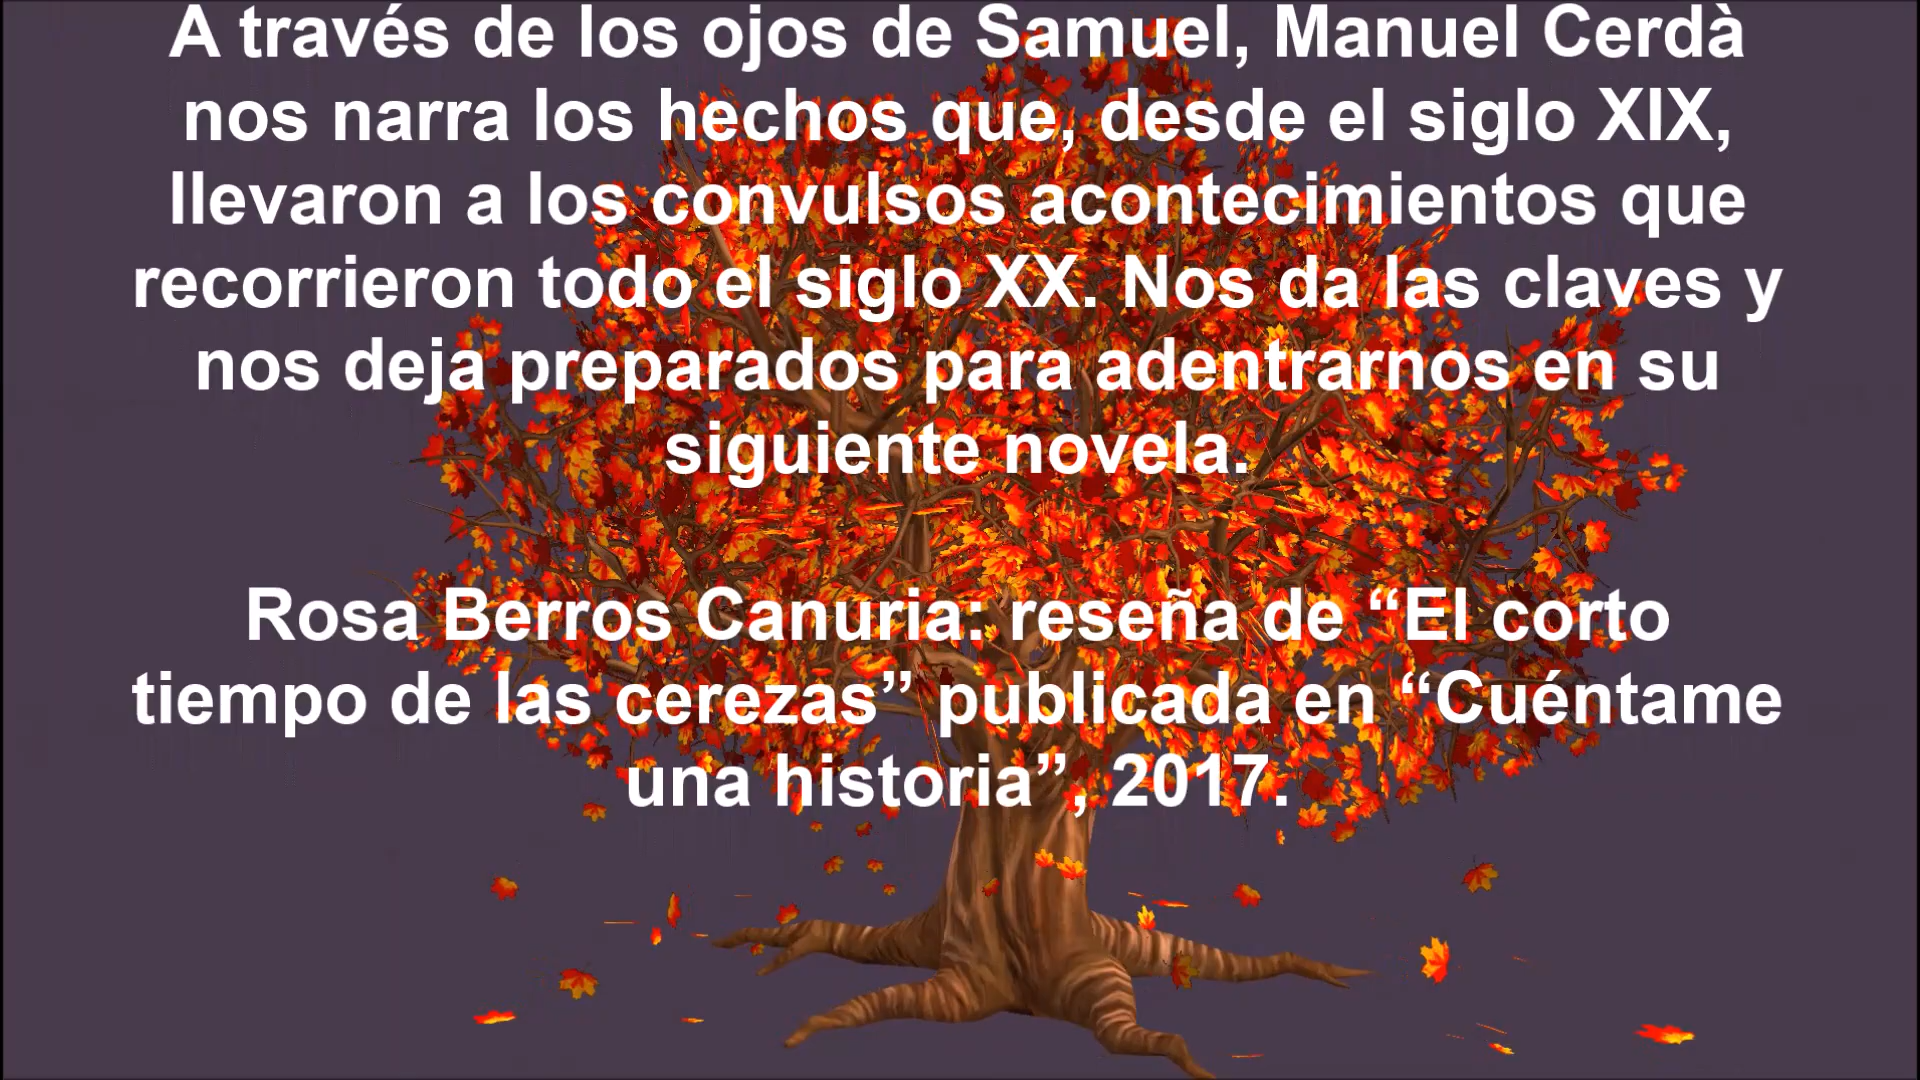 A través de los ojos de Samuel, Manuel Cerdà
nos narra los hechos que, desde el siglo XIX,
llevaron a los convulsos acontecimientos que
recorrieron todo el siglo XX. Nos da las claves y
nos deja preparados para adentrarnos en su
siguiente novela.
Rosa Berros Canuria: reseña de “El corto
tiempo de las cerezas” publicada en “Cuéntame
una historia”, 2017.